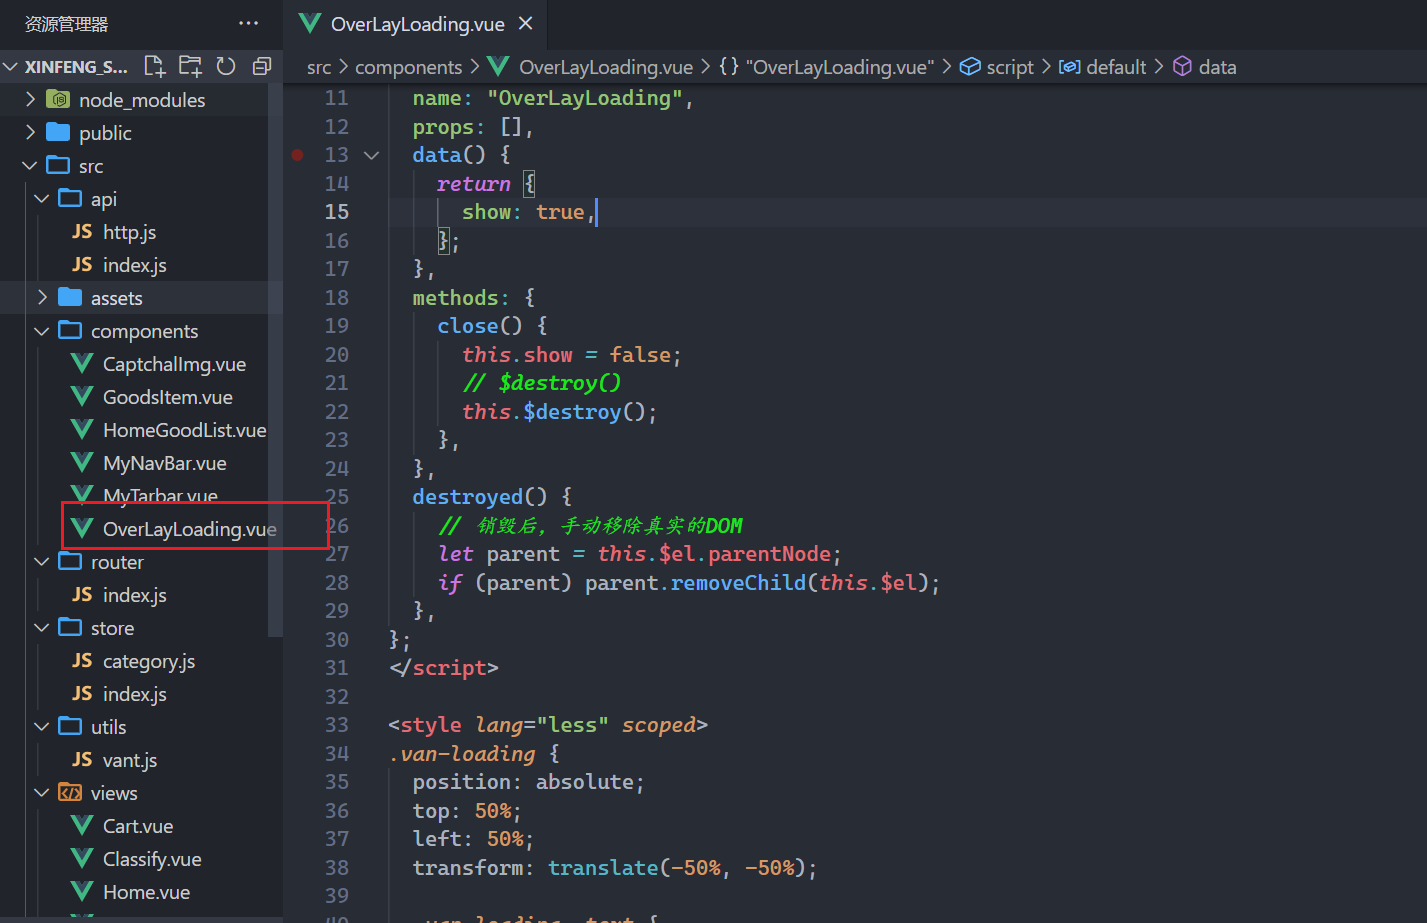 资源管理器 ···
XINFENG_S...
node_modules
public
src
api
JS http.js
JS index.js
assets
components
CaptchaImg.vue
GoodsItem.vue
HomeGoodList.vue
MyNavBar.vue
MyTarbar.vue
OverLayLoading.vue
router
JS index.js
store
JS category.js
JS index.js
utils
JS vant.js
views
Cart.vue
Classify.vue
Home.vue
OverLayLoading.vue
src > components > OverLayLoading.vue > {} "OverLayLoading.vue" > script > default > data
11 name: "OverLayLoading",
12 props: [],
13 data() {
14 return {
15 show: true,
16 };
17 },
18 methods: {
19 close() {
20 this.show = false;
21 // $destroy()
22 this.$destroy();
23 },
24 },
25 destroyed() {
26 // 销毁后，手动移除真实的DOM
27 let parent = this.$el.parentNode;
28 if (parent) parent.removeChild(this.$el);
29 },
30 };
31 </script>
32
33 <style lang="less" scoped>
34 .van-loading {
35 position: absolute;
36 top: 50%;
37 left: 50%;
38 transform: translate(-50%, -50%);
39